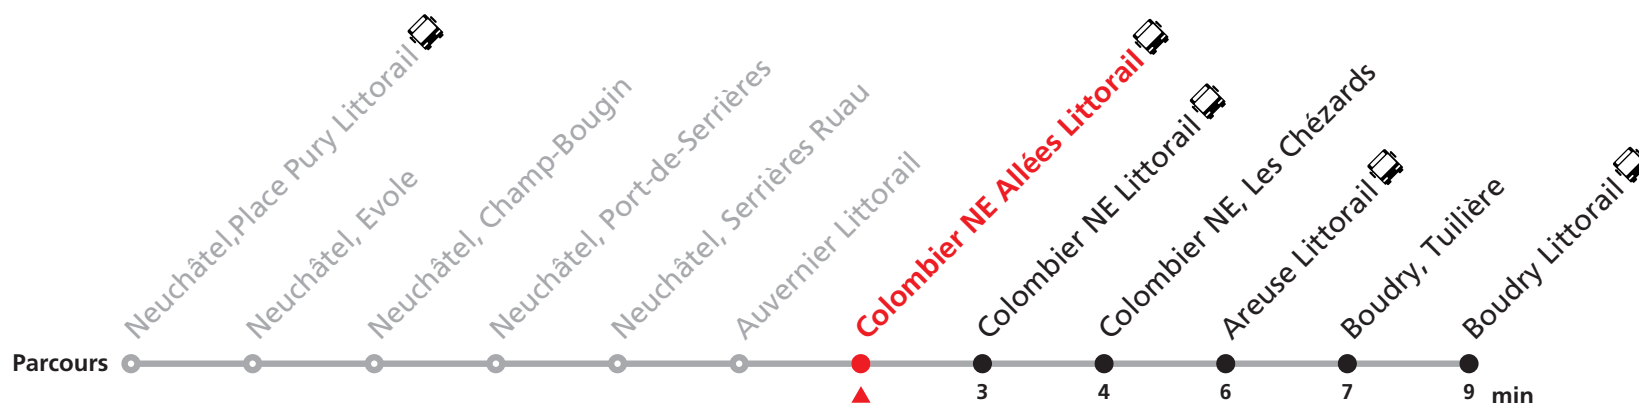 Neuchâtel,Place Pury Littorail
Neuchâtel, Evole
Neuchâtel, Champ-Bougin
Neuchâtel, Port-de-Serrières
Neuchâtel, Serrières Ruau
Auvernier Littorail
Colombier NE Allées Littorail
Colombier NE Littorail
Colombier NE, Les Chézards
Areuse Littorail
Boudry, Tuilière
Boudry Littorail
Parcours
3 4 6 7 9 min